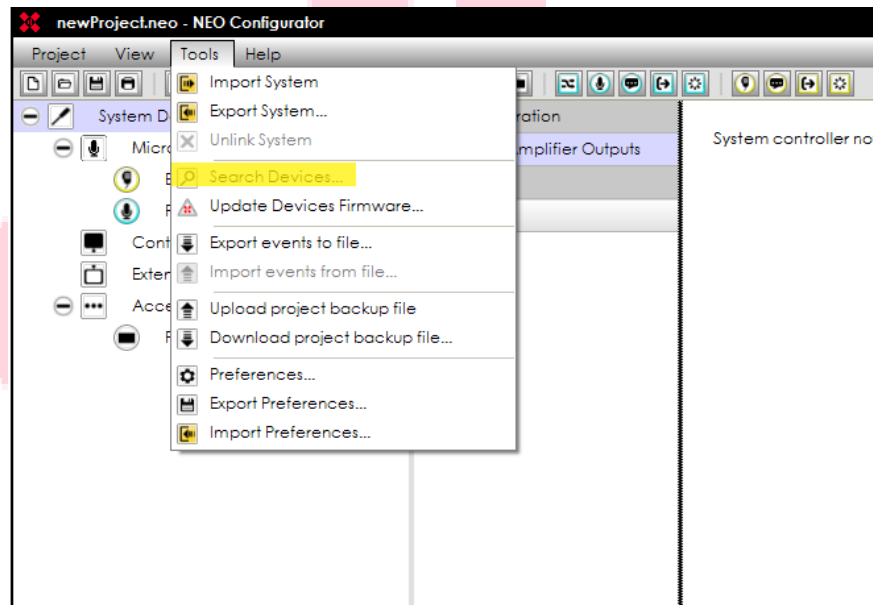 newProject.neo - NEO Configurator
Project View Tools Help
Import System
Export System...
Unlink System
Search Devices...
Update Devices Firmware...
Export events to file...
Import events from file...
Upload project backup file
Download project backup file...
Preferences...
Export Preferences...
Import Preferences...
System D
Micro
Cont
Exter
Acce
ration
mplifier Outputs
System controller no